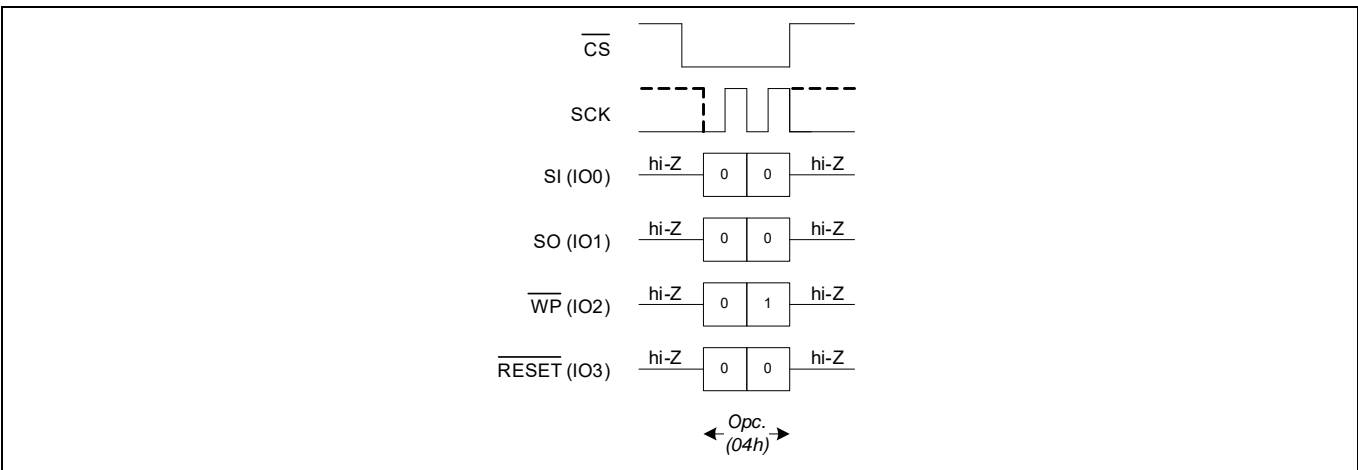 CS
SCK
hi-Z 0 0 hi-Z
SI (IO0)
hi-Z 0 0 hi-Z
SO (IO1)
hi-Z 0 1 hi-Z
WP (IO2)
hi-Z 0 0 hi-Z
RESET (IO3)
Opc.
(04h)